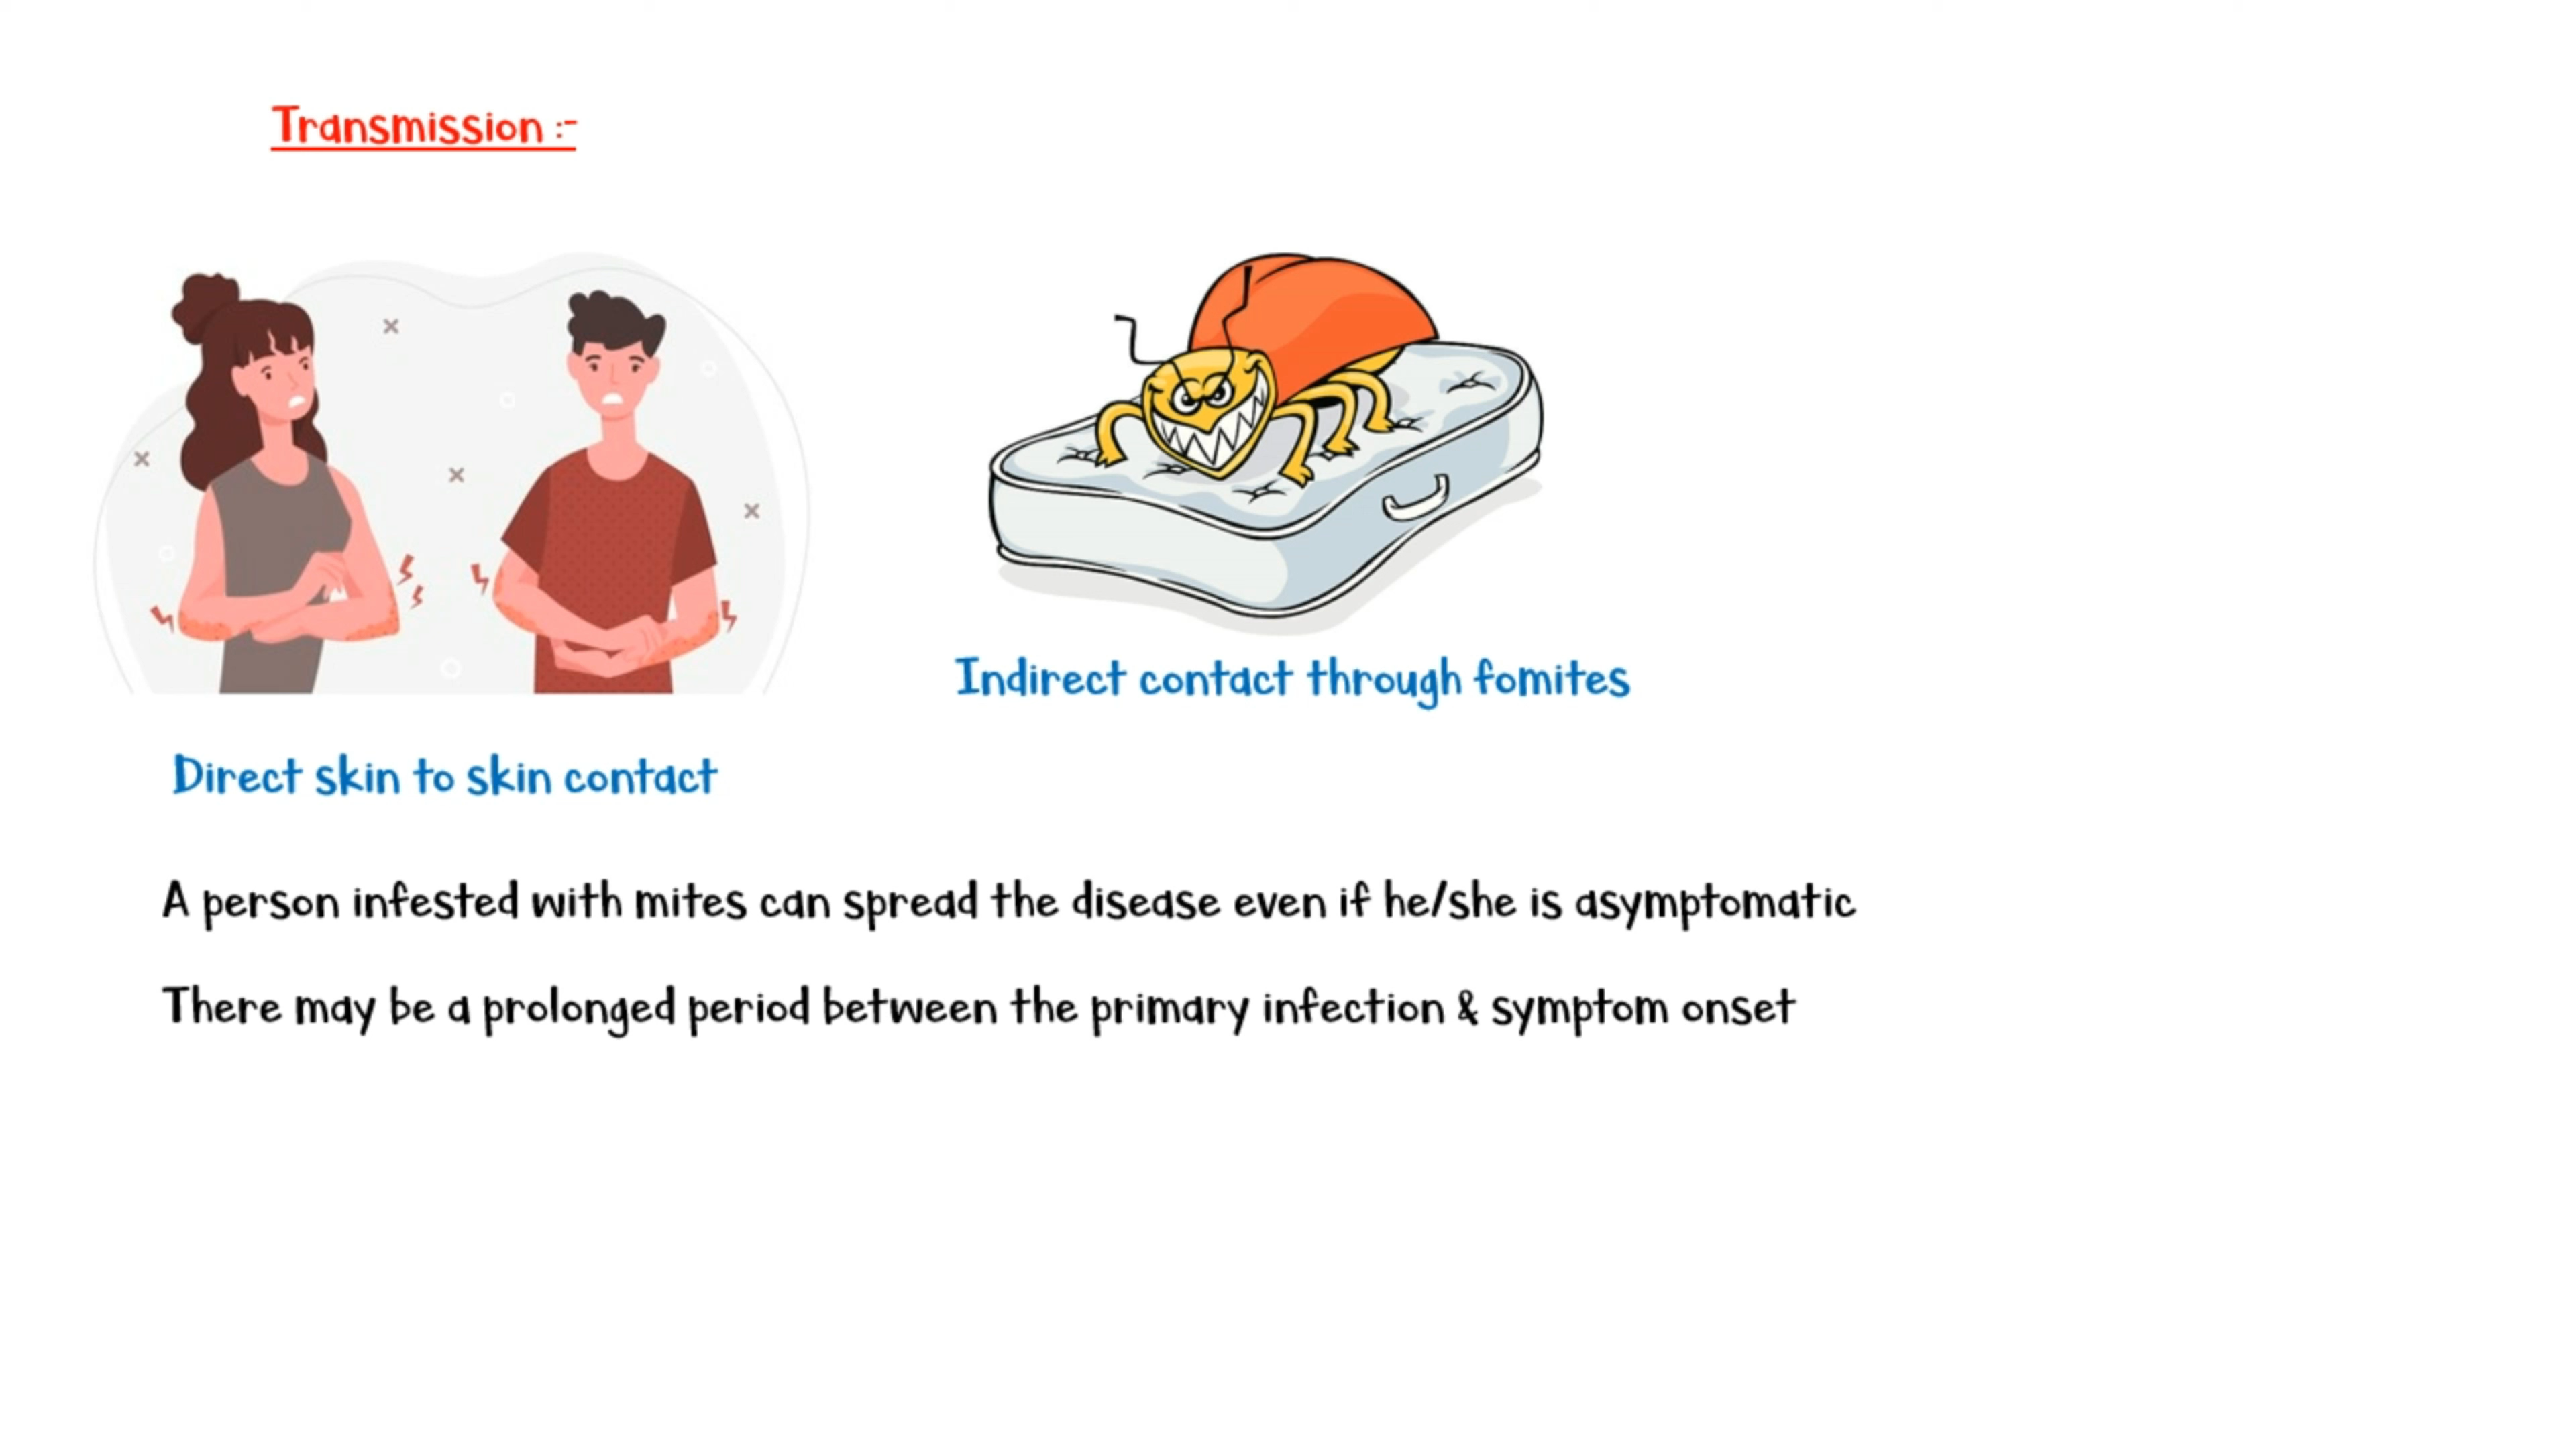 Transmission :-
Indirect contact through fomites
Direct skin to skin contact
A person infested with mites can spread the disease even if he/she is asymptomatic
There may be a prolonged period between the primary infection & symptom onset